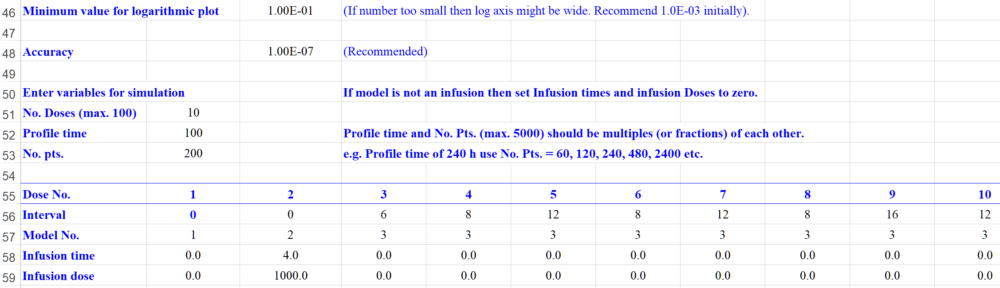 46 Minimum value for logarithmic plot 1.00E-01 (If number too small then log axis might be wide. Recommend 1.0E-03 initially).
47
48 Accuracy 1.00E-07 (Recommended)
49
50 Enter variables for simulation If model is not an infusion then set Infusion times and infusion Doses to zero.
51 No. Doses (max. 100) 10
52 Profile time 100 Profile time and No. Pts. (max. 5000) should be multiples (or fractions) of each other.
53 No. pts. 200 e.g. Profile time of 240 h use No. Pts. = 60, 120, 240, 480, 2400 etc.
54
55 Dose No. 1 2 3 4 5 6 7 8 9 10
56 Interval 0 0 6 8 12 8 12 8 16 12
57 Model No. 1 2 3 3 3 3 3 3 3 3
58 Infusion time 0.0 4.0 0.0 0.0 0.0 0.0 0.0 0.0 0.0 0.0
59 Infusion dose 0.0 1000.0 0.0 0.0 0.0 0.0 0.0 0.0 0.0 0.0